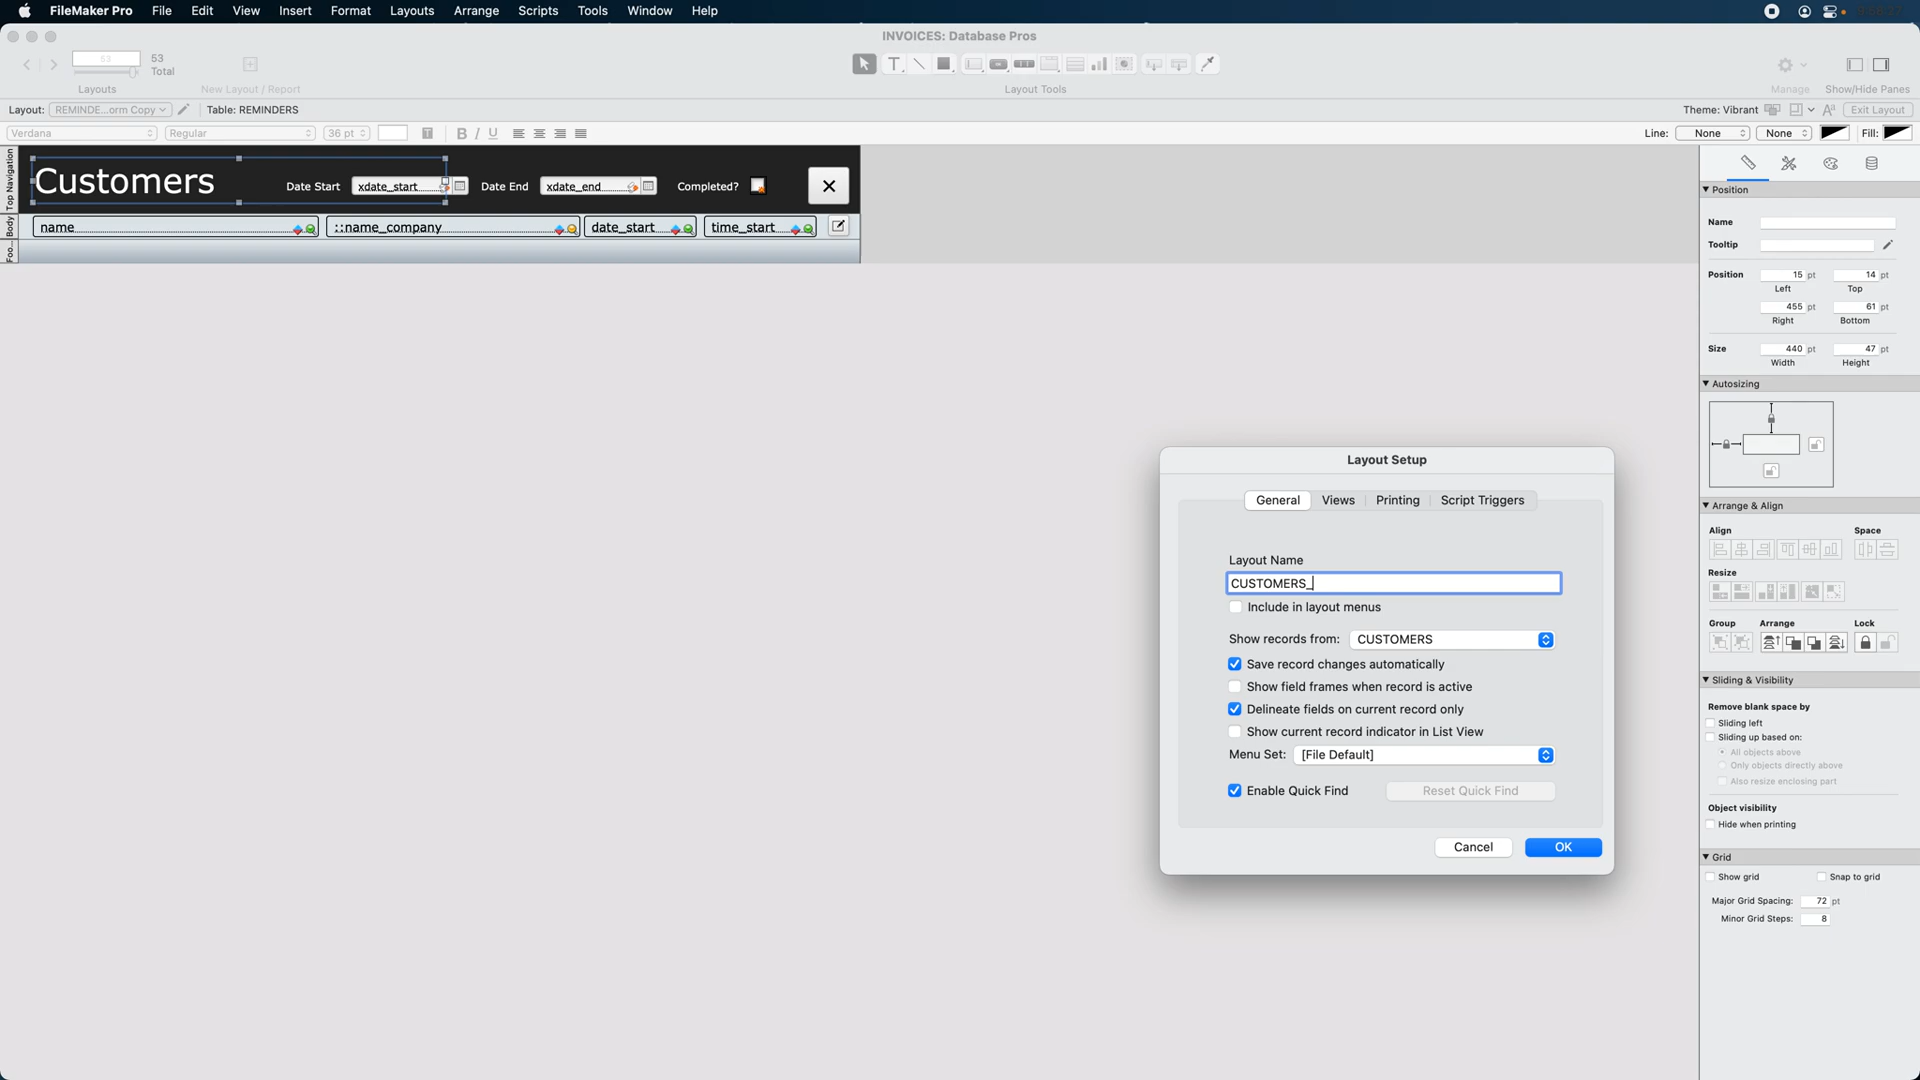 FileMaker Pro File Edit View Insert Format Layouts Arrange Scripts Tools Window Help
INVOICES: Database Pros
53 53 Total
Layouts New Layout / Report Layout Tools Manage Show/Hide Panes
Layout: REMINDE...orm Copy Table: REMINDERS Theme: Vibrant Aa Exit Layout
Verdana Regular 36 pt B I U Line: None None Fill:
Top Navigation
Customers Date Start xdate_start Date End xdate_end Completed?
Body
name ::name_company date_start time_start
Foo...
Position
Name
Tooltip
Position 15 pt 14 pt
Left Top
455 pt 61 pt
Right Bottom
Size 440 pt 47 pt
Width Height
Autosizing
Arrange & Align
Align Space
Resize
Group Arrange Lock
Sliding & Visibility
Remove blank space by
Sliding left
Sliding up based on:
All objects above
Only objects directly above
Also resize enclosing part
Object visibility
Hide when printing
Grid
Show grid Snap to grid
Major Grid Spacing: 72 pt
Minor Grid Steps: 8
Layout Setup
General Views Printing Script Triggers
Layout Name
CUSTOMERS_
Include in layout menus
Show records from: CUSTOMERS
Save record changes automatically
Show field frames when record is active
Delineate fields on current record only
Show current record indicator in List View
Menu Set: [File Default]
Enable Quick Find Reset Quick Find
Cancel OK